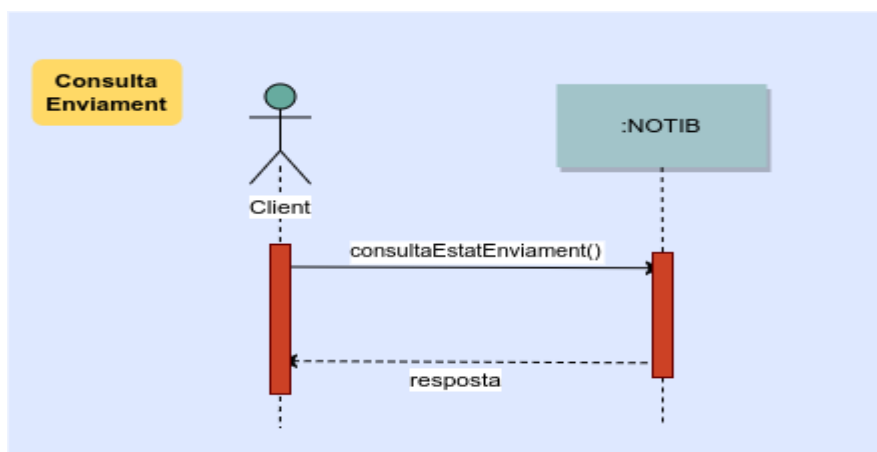 Consulta
Enviament
:NOTIB
Client
consultaEstatEnviament()
resposta